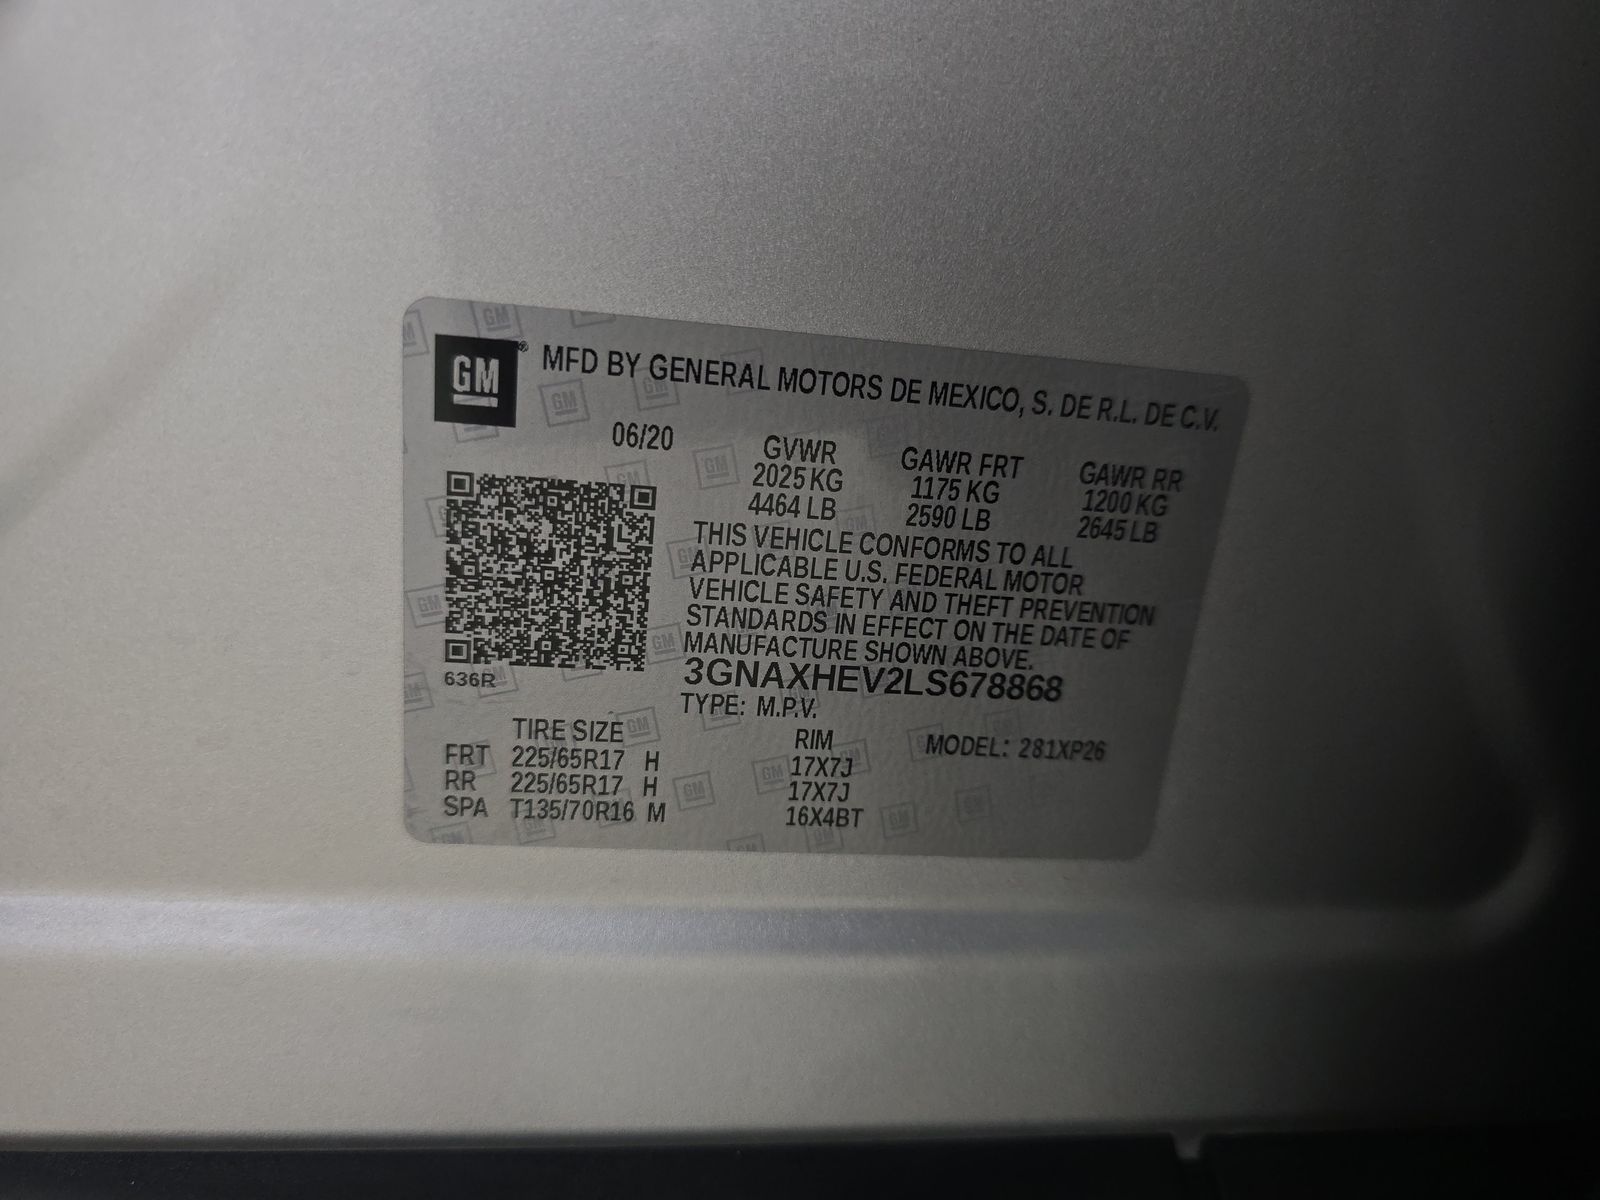 GM® MFD BY GENERAL MOTORS DE MEXICO, S. DE R.L. DE C.V.
06/20 GVWR GAWR FRT GAWR RR
2025 KG 1175 KG 1200 KG
4464 LB 2590 LB 2645 LB
THIS VEHICLE CONFORMS TO ALL
APPLICABLE U.S. FEDERAL MOTOR
VEHICLE SAFETY AND THEFT PREVENTION
STANDARDS IN EFFECT ON THE DATE OF
MANUFACTURE SHOWN ABOVE.
636R 3GNAXHEV2LS678868
TYPE: M.P.V.
TIRE SIZE RIM MODEL: 281XP26
FRT 225/65R17 H 17X7J
RR 225/65R17 H 17X7J
SPA T135/70R16 M 16X4BT